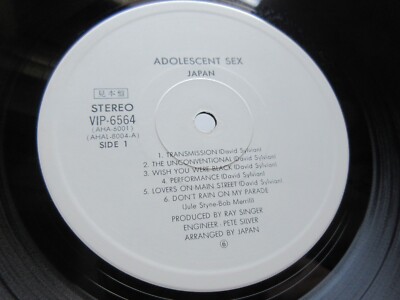 ADOLESCENT SEX
JAPAN
見本盤
STEREO
VIP-6564
(AHA-6001)
(AHAL-8004-A)
SIDE 1
1. TRANSMISSION (David Sylvian)
2. THE UNCONVENTIONAL (David Sylvian)
3. WISH YOU WERE BLACK (David Sylvian)
4. PERFORMANCE (David Sylvian)
5. LOVERS ON MAIN STREET (David Sylvian)
6. DON'T RAIN ON MY PARADE
(Jule Styne-Bob Merrill)
PRODUCED BY RAY SINGER
ENGINEER: PETE SILVER
ARRANGED BY JAPAN